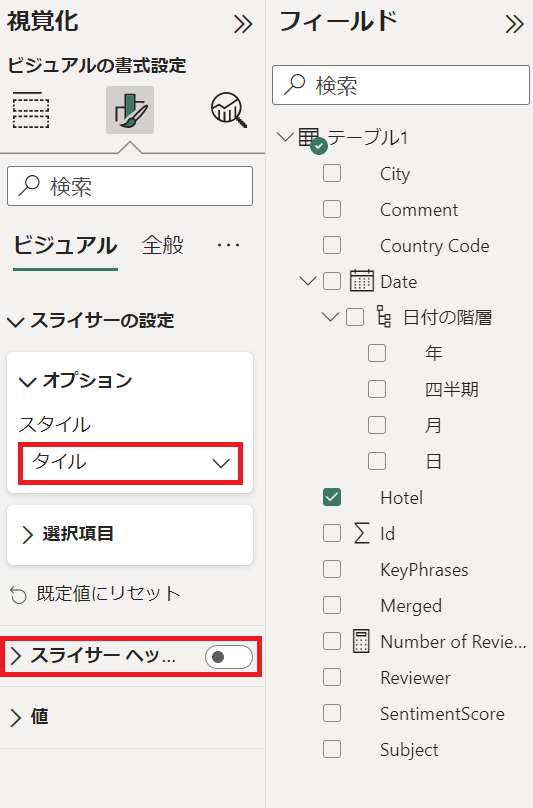 視覚化
ビジュアルの書式設定
検索
ビジュアル 全般 ...
スライサーの設定
オプション
スタイル
タイル
選択項目
既定値にリセット
スライサー ヘッ...
値
フィールド
検索
テーブル1
City
Comment
Country Code
Date
日付の階層
年
四半期
月
日
Hotel
Id
KeyPhrases
Merged
Number of Revie...
Reviewer
SentimentScore
Subject